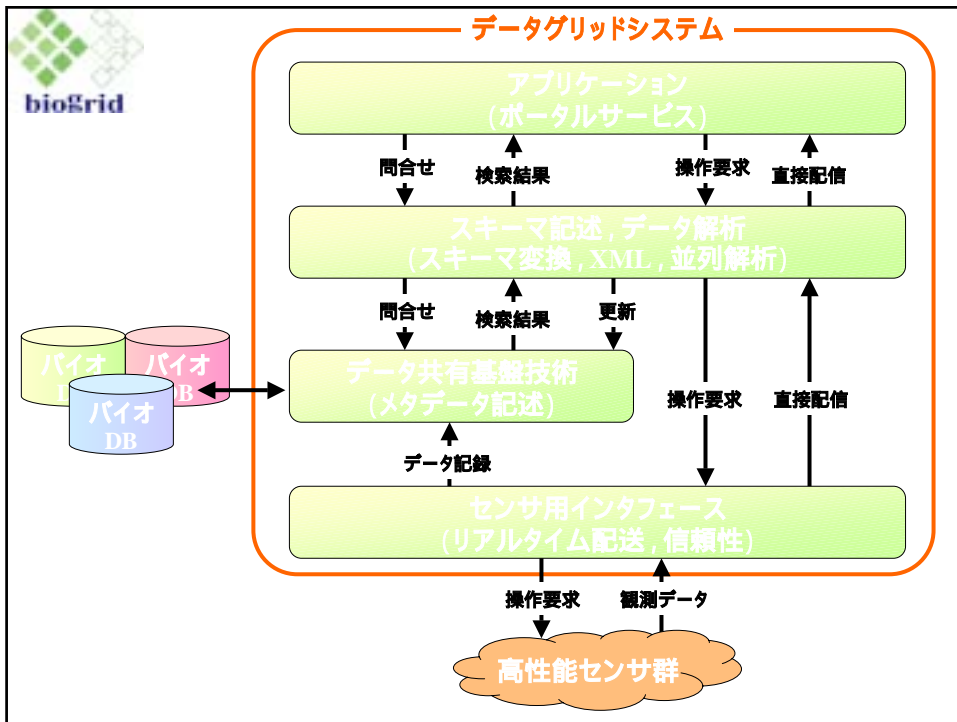 データグリッドシステム
biogrid
アプリケーション
(ポータルサービス)
問合せ
検索結果
操作要求
直接配信
スキーマ記述,データ解析
(スキーマ変換,XML,並列解析)
問合せ
検索結果
更新
操作要求
直接配信
バイオ
DB
バイオ
DB
バイオ
DB
データ共有基盤技術
(メタデータ記述)
データ記録
センサ用インタフェース
(リアルタイム配送,信頼性)
操作要求
観測データ
高性能センサ群